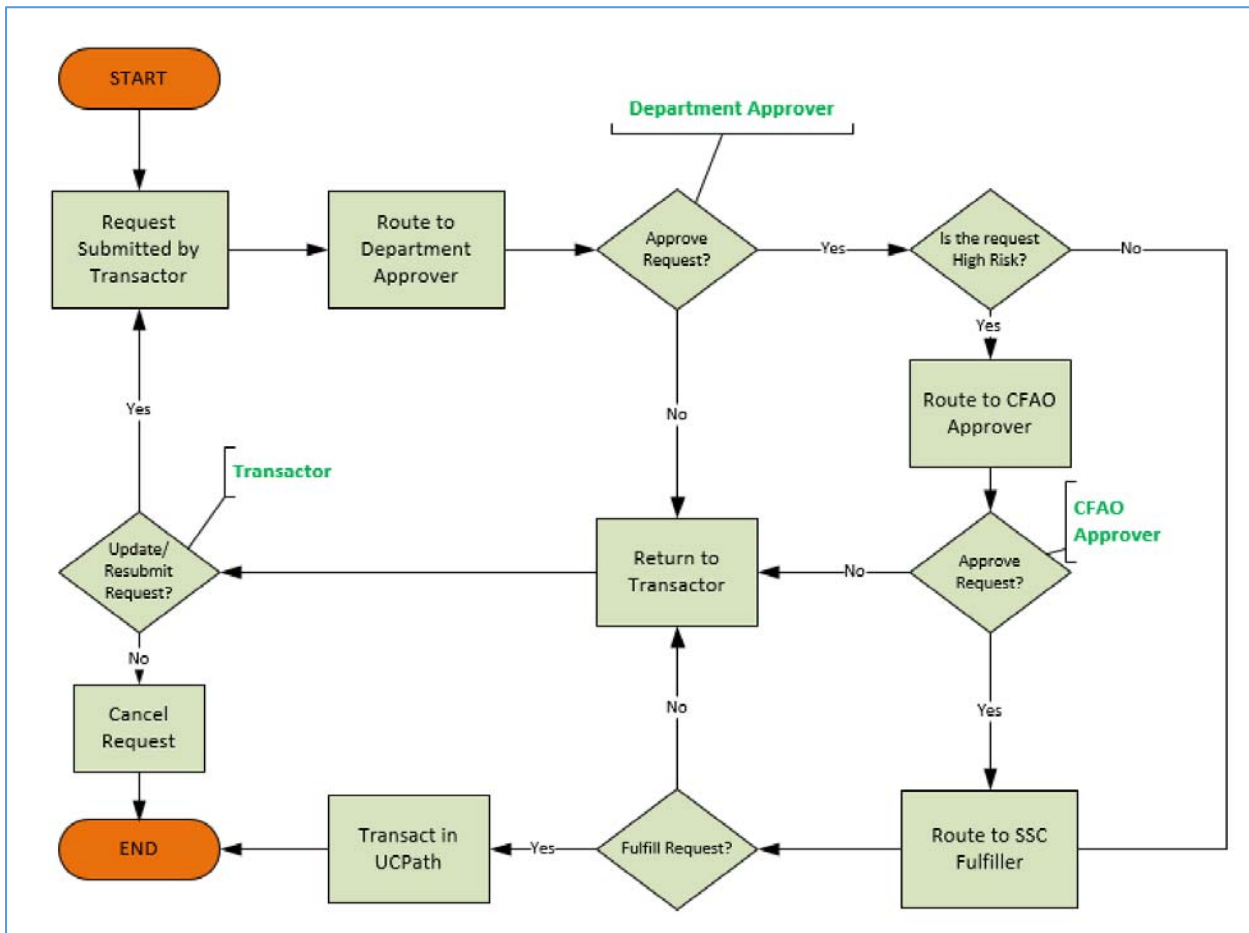 START
Department Approver
Request
Submitted by
Transactor
Route to
Department
Approver
Approve
Request?
Yes
Is the request
High Risk?
No
Yes
Route to CFAO
Approver
Yes
No
Transactor
CFAO
Approver
Update/
Resubmit
Request?
Return to
Transactor
No
Approve
Request?
No
Cancel
Request
No
Yes
END
Transact in
UCPath
Yes
Fulfill Request?
Route to SSC
Fulfiller